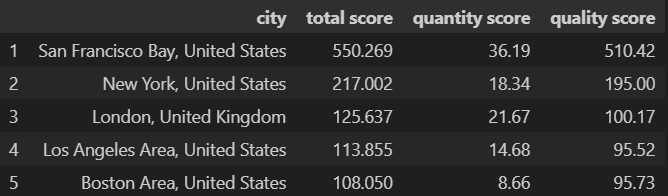 city total score quantity score quality score
1 San Francisco Bay, United States 550.269 36.19 510.42
2 New York, United States 217.002 18.34 195.00
3 London, United Kingdom 125.637 21.67 100.17
4 Los Angeles Area, United States 113.855 14.68 95.52
5 Boston Area, United States 108.050 8.66 95.73